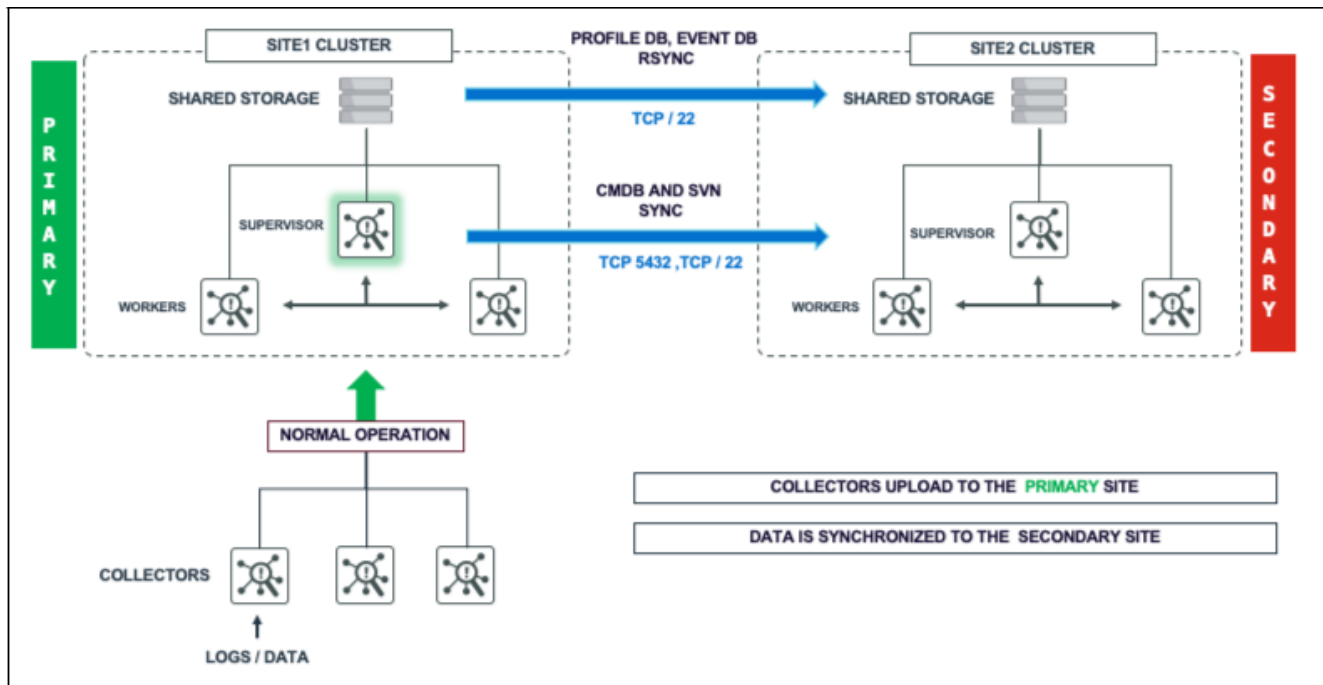 SITE1 CLUSTER
PROFILE DB, EVENT DB
RSYNC
SITE2 CLUSTER
SHARED STORAGE
TCP / 22
SHARED STORAGE
PRIMARY
SECONDARY
CMDB AND SVN
SYNC
SUPERVISOR
SUPERVISOR
TCP 5432 ,TCP / 22
WORKERS
WORKERS
NORMAL OPERATION
COLLECTORS UPLOAD TO THE PRIMARY SITE
DATA IS SYNCHRONIZED TO THE SECONDARY SITE
COLLECTORS
LOGS / DATA